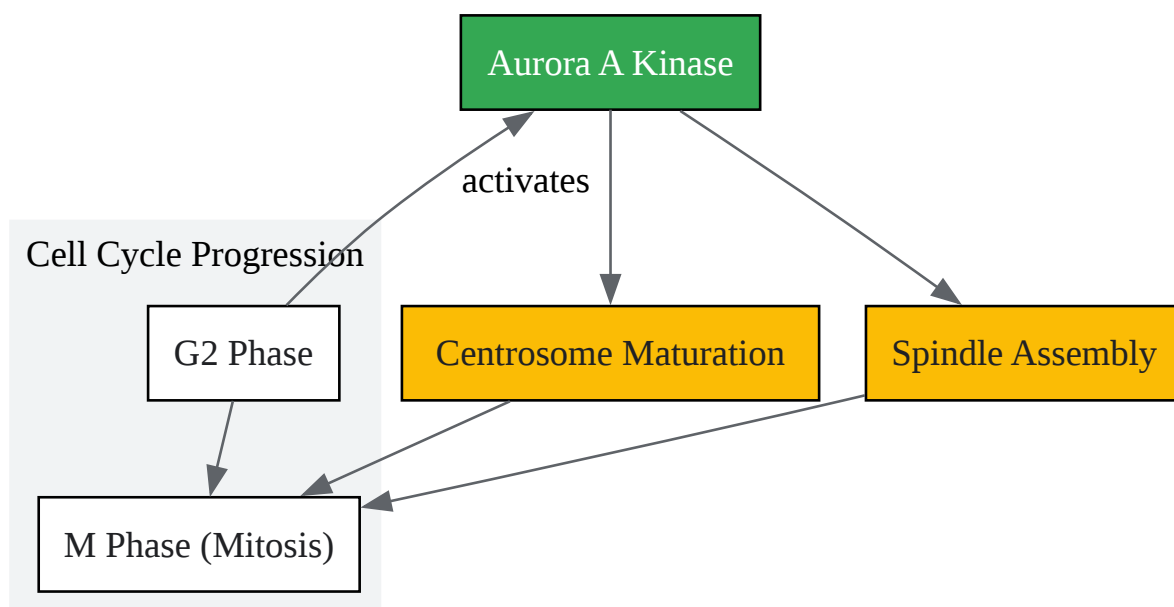 Aurora A Kinase
activates
Cell Cycle Progression
G2 Phase
Centrosome Maturation
Spindle Assembly
M Phase (Mitosis)